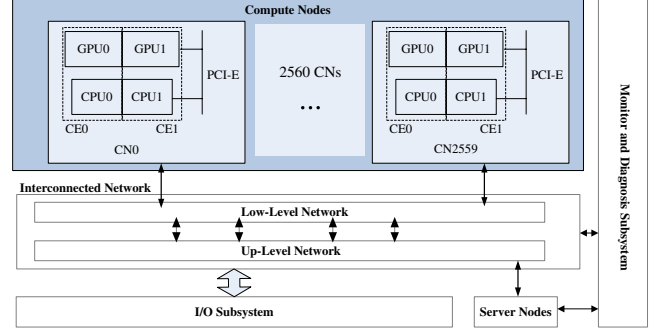 Compute Nodes
GPU0 GPU1
PCI-E
CPU0 CPU1
CE0 CE1
CN0
2560 CNs
...
GPU0 GPU1
PCI-E
CPU0 CPU1
CE0 CE1
CN2559
Interconnected Network
Low-Level Network
Up-Level Network
I/O Subsystem
Server Nodes
Monitor and Diagnosis Subsystem